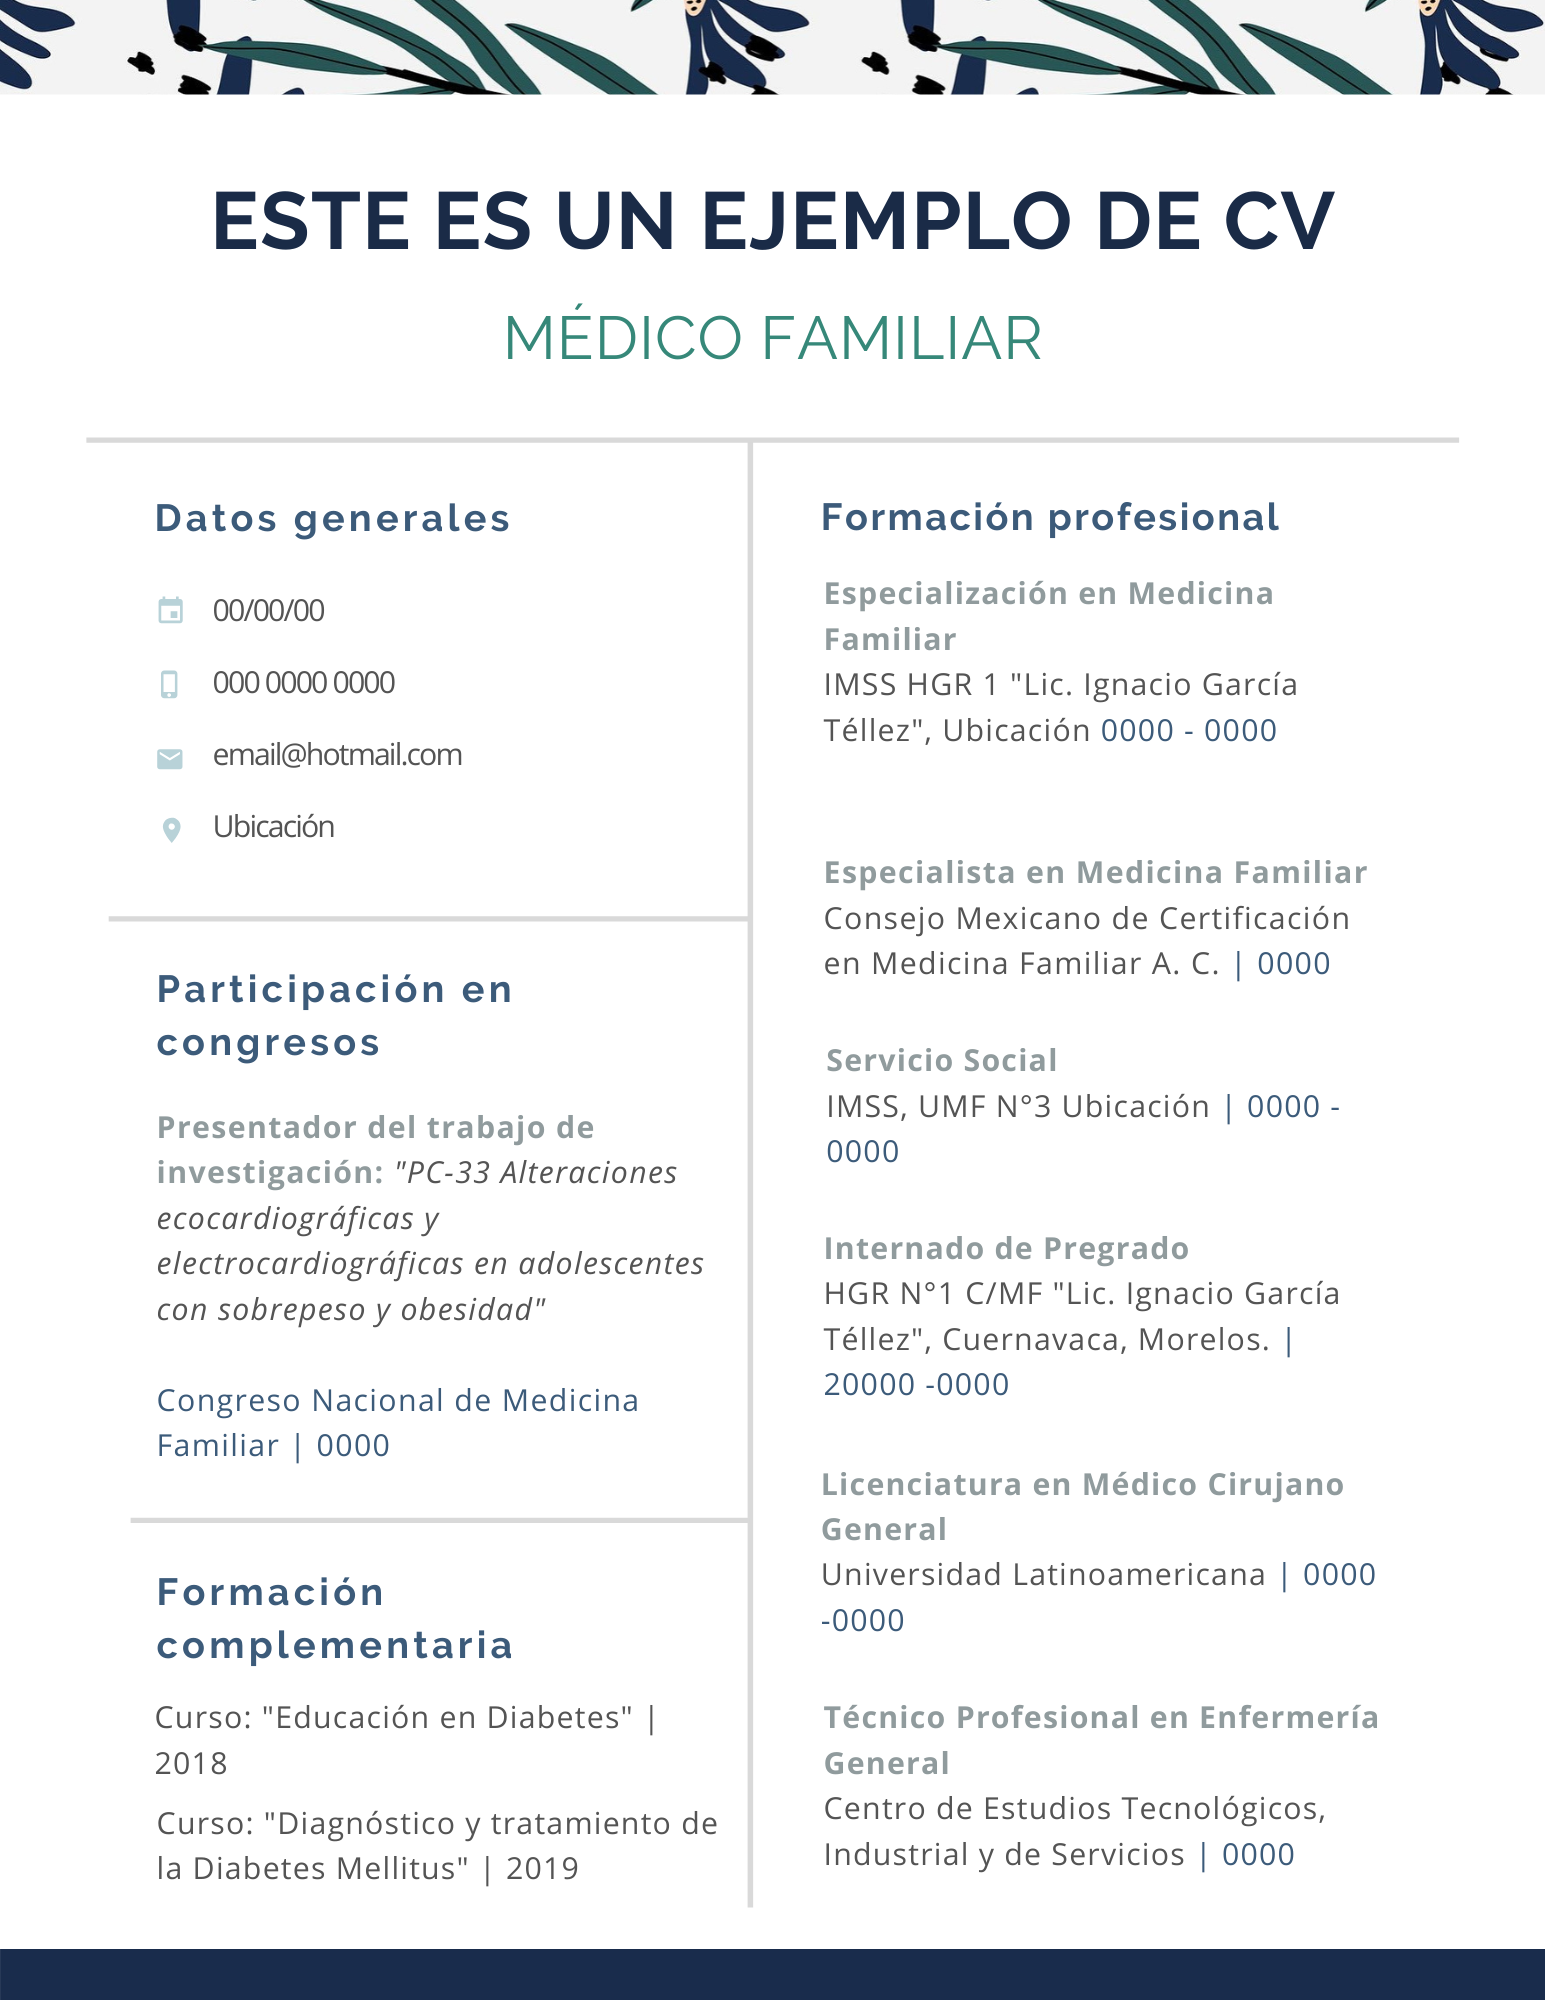 ESTE ES UN EJEMPLO DE CV
MÉDICO FAMILIAR
Datos generales
00/00/00
000 0000 0000
email@hotmail.com
Ubicación
Participación en
congresos
Presentador del trabajo de
investigación: "PC-33 Alteraciones
ecocardiográficas y
electrocardiográficas en adolescentes
con sobrepeso y obesidad"
Congreso Nacional de Medicina
Familiar | 0000
Formación
complementaria
Curso: "Educación en Diabetes" |
2018
Curso: "Diagnóstico y tratamiento de
la Diabetes Mellitus" | 2019
Formación profesional
Especialización en Medicina
Familiar
IMSS HGR 1 "Lic. Ignacio García
Téllez", Ubicación 0000 - 0000
Especialista en Medicina Familiar
Consejo Mexicano de Certificación
en Medicina Familiar A. C. | 0000
Servicio Social
IMSS, UMF N°3 Ubicación | 0000 -
0000
Internado de Pregrado
HGR N°1 C/MF "Lic. Ignacio García
Téllez", Cuernavaca, Morelos. |
20000 -0000
Licenciatura en Médico Cirujano
General
Universidad Latinoamericana | 0000
-0000
Técnico Profesional en Enfermería
General
Centro de Estudios Tecnológicos,
Industrial y de Servicios | 0000